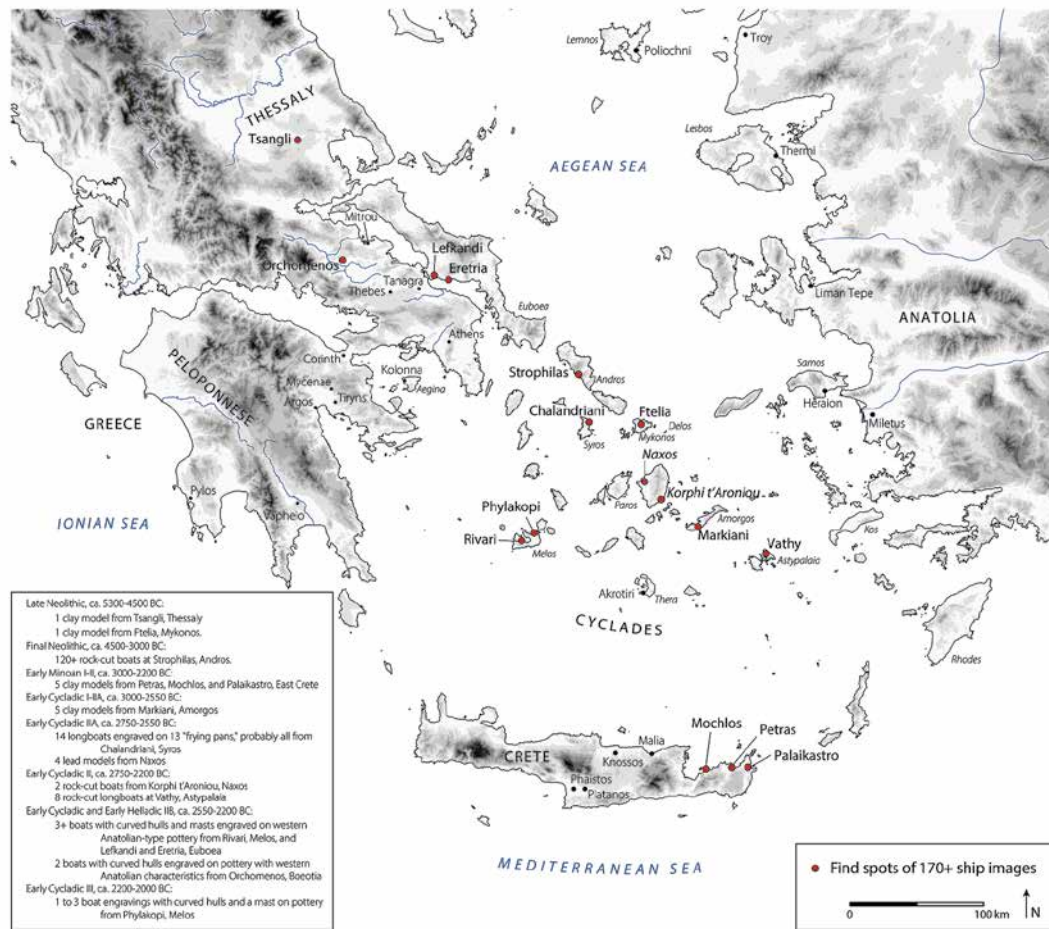 Lemnos
Poliochni
Troy
THESSALY
Tsangli
AEGEAN SEA
Lesbos
Thermi
Mitrou
Lefkandi
Orchomenos
Eretria
Tanagra
Thebes
Liman Tepe
Euboea
ANATOLIA
Athens
Corinth
Samos
Kolonna
Strophilas
PELOPONNESE
Mycenae
Aegina
Andros
Heraion
Tiryns
Argos
Chalandriani
Ftelia
Miletus
GREECE
Delos
Syros
Mykonos
Naxos
Korphi t'Aroniou
Pylos
Paros
Vapheio
Phylakopi
Amorgos
IONIAN SEA
Kos
Rivari
Markiani
Vathy
Melos
Astypalaia
Akrotiri
Thera
CYCLADES
Rhodes
Late Neolithic, ca. 5300-4500 BC:
1 clay model from Tsangli, Thessaly
1 clay model from Ftelia, Mykonos.
Final Neolithic, ca. 4500-3000 BC:
120+ rock-cut boats at Strophilas, Andros.
Early Minoan I-II, ca. 3000-2200 BC:
5 clay models from Petras, Mochlos, and Palaikastro, East Crete
Early Cycladic I-IIA, ca. 3000-2550 BC:
5 clay models from Markiani, Amorgos
Early Cycladic IIA, ca. 2750-2550 BC:
14 longboats engraved on 13 "frying pans," probably all from
Chalandriani, Syros
4 lead models from Naxos
Early Cycladic II, ca. 2750-2200 BC:
2 rock-cut boats from Korphi t'Aroniou, Naxos
8 rock-cut longboats at Vathy, Astypalaia
Early Cycladic and Early Helladic IIB, ca. 2550-2200 BC:
3+ boats with curved hulls and masts engraved on western
Anatolian-type pottery from Rivari, Melos, and
Lefkandi and Eretria, Euboea
2 boats with curved hulls engraved on pottery with western
Anatolian characteristics from Orchomenos, Boeotia
Early Cycladic III, ca. 2200-2000 BC:
1 to 3 boat engravings with curved hulls and a mast on pottery
from Phylakopi, Melos
Mochlos
Petras
Malia
CRETE
Knossos
Palaikastro
Phaistos
Platanos
MEDITERRANEAN SEA
Find spots of 170+ ship images
0
100 km
N